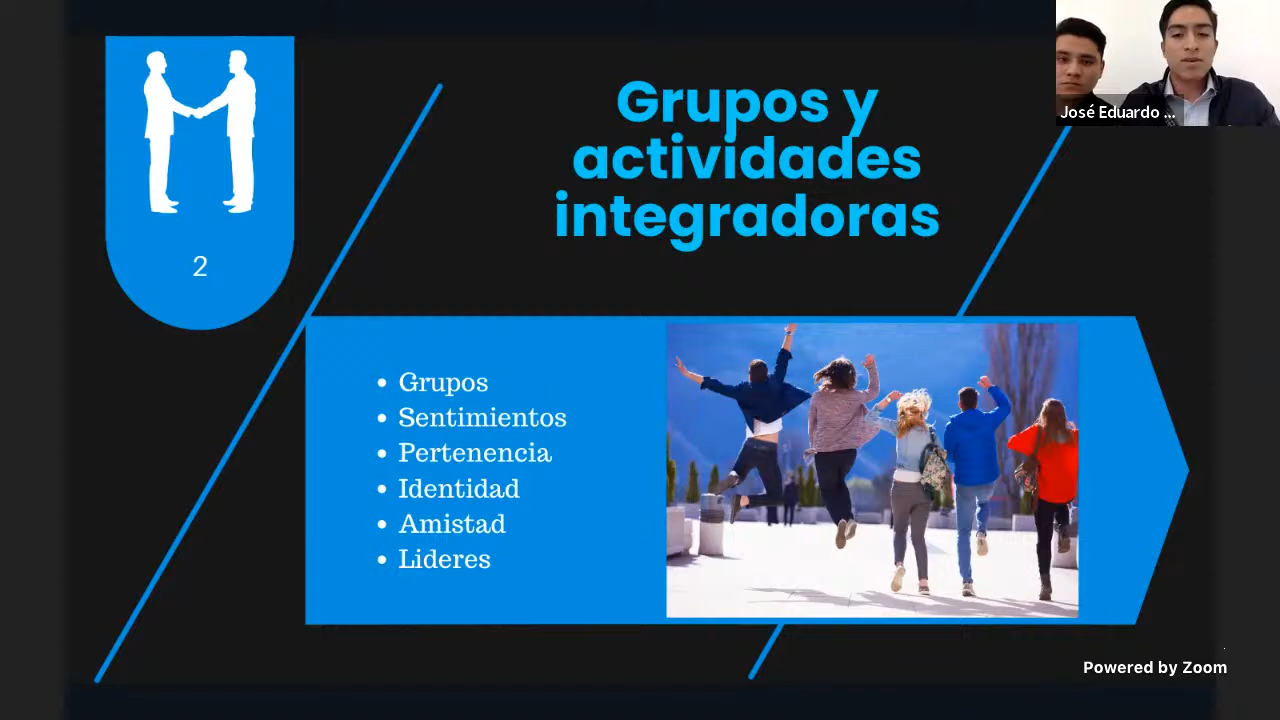 Grupos y
actividades
integradoras
José Eduardo ...
2
• Grupos
• Sentimientos
• Pertenencia
• Identidad
• Amistad
• Lideres
Powered by Zoom